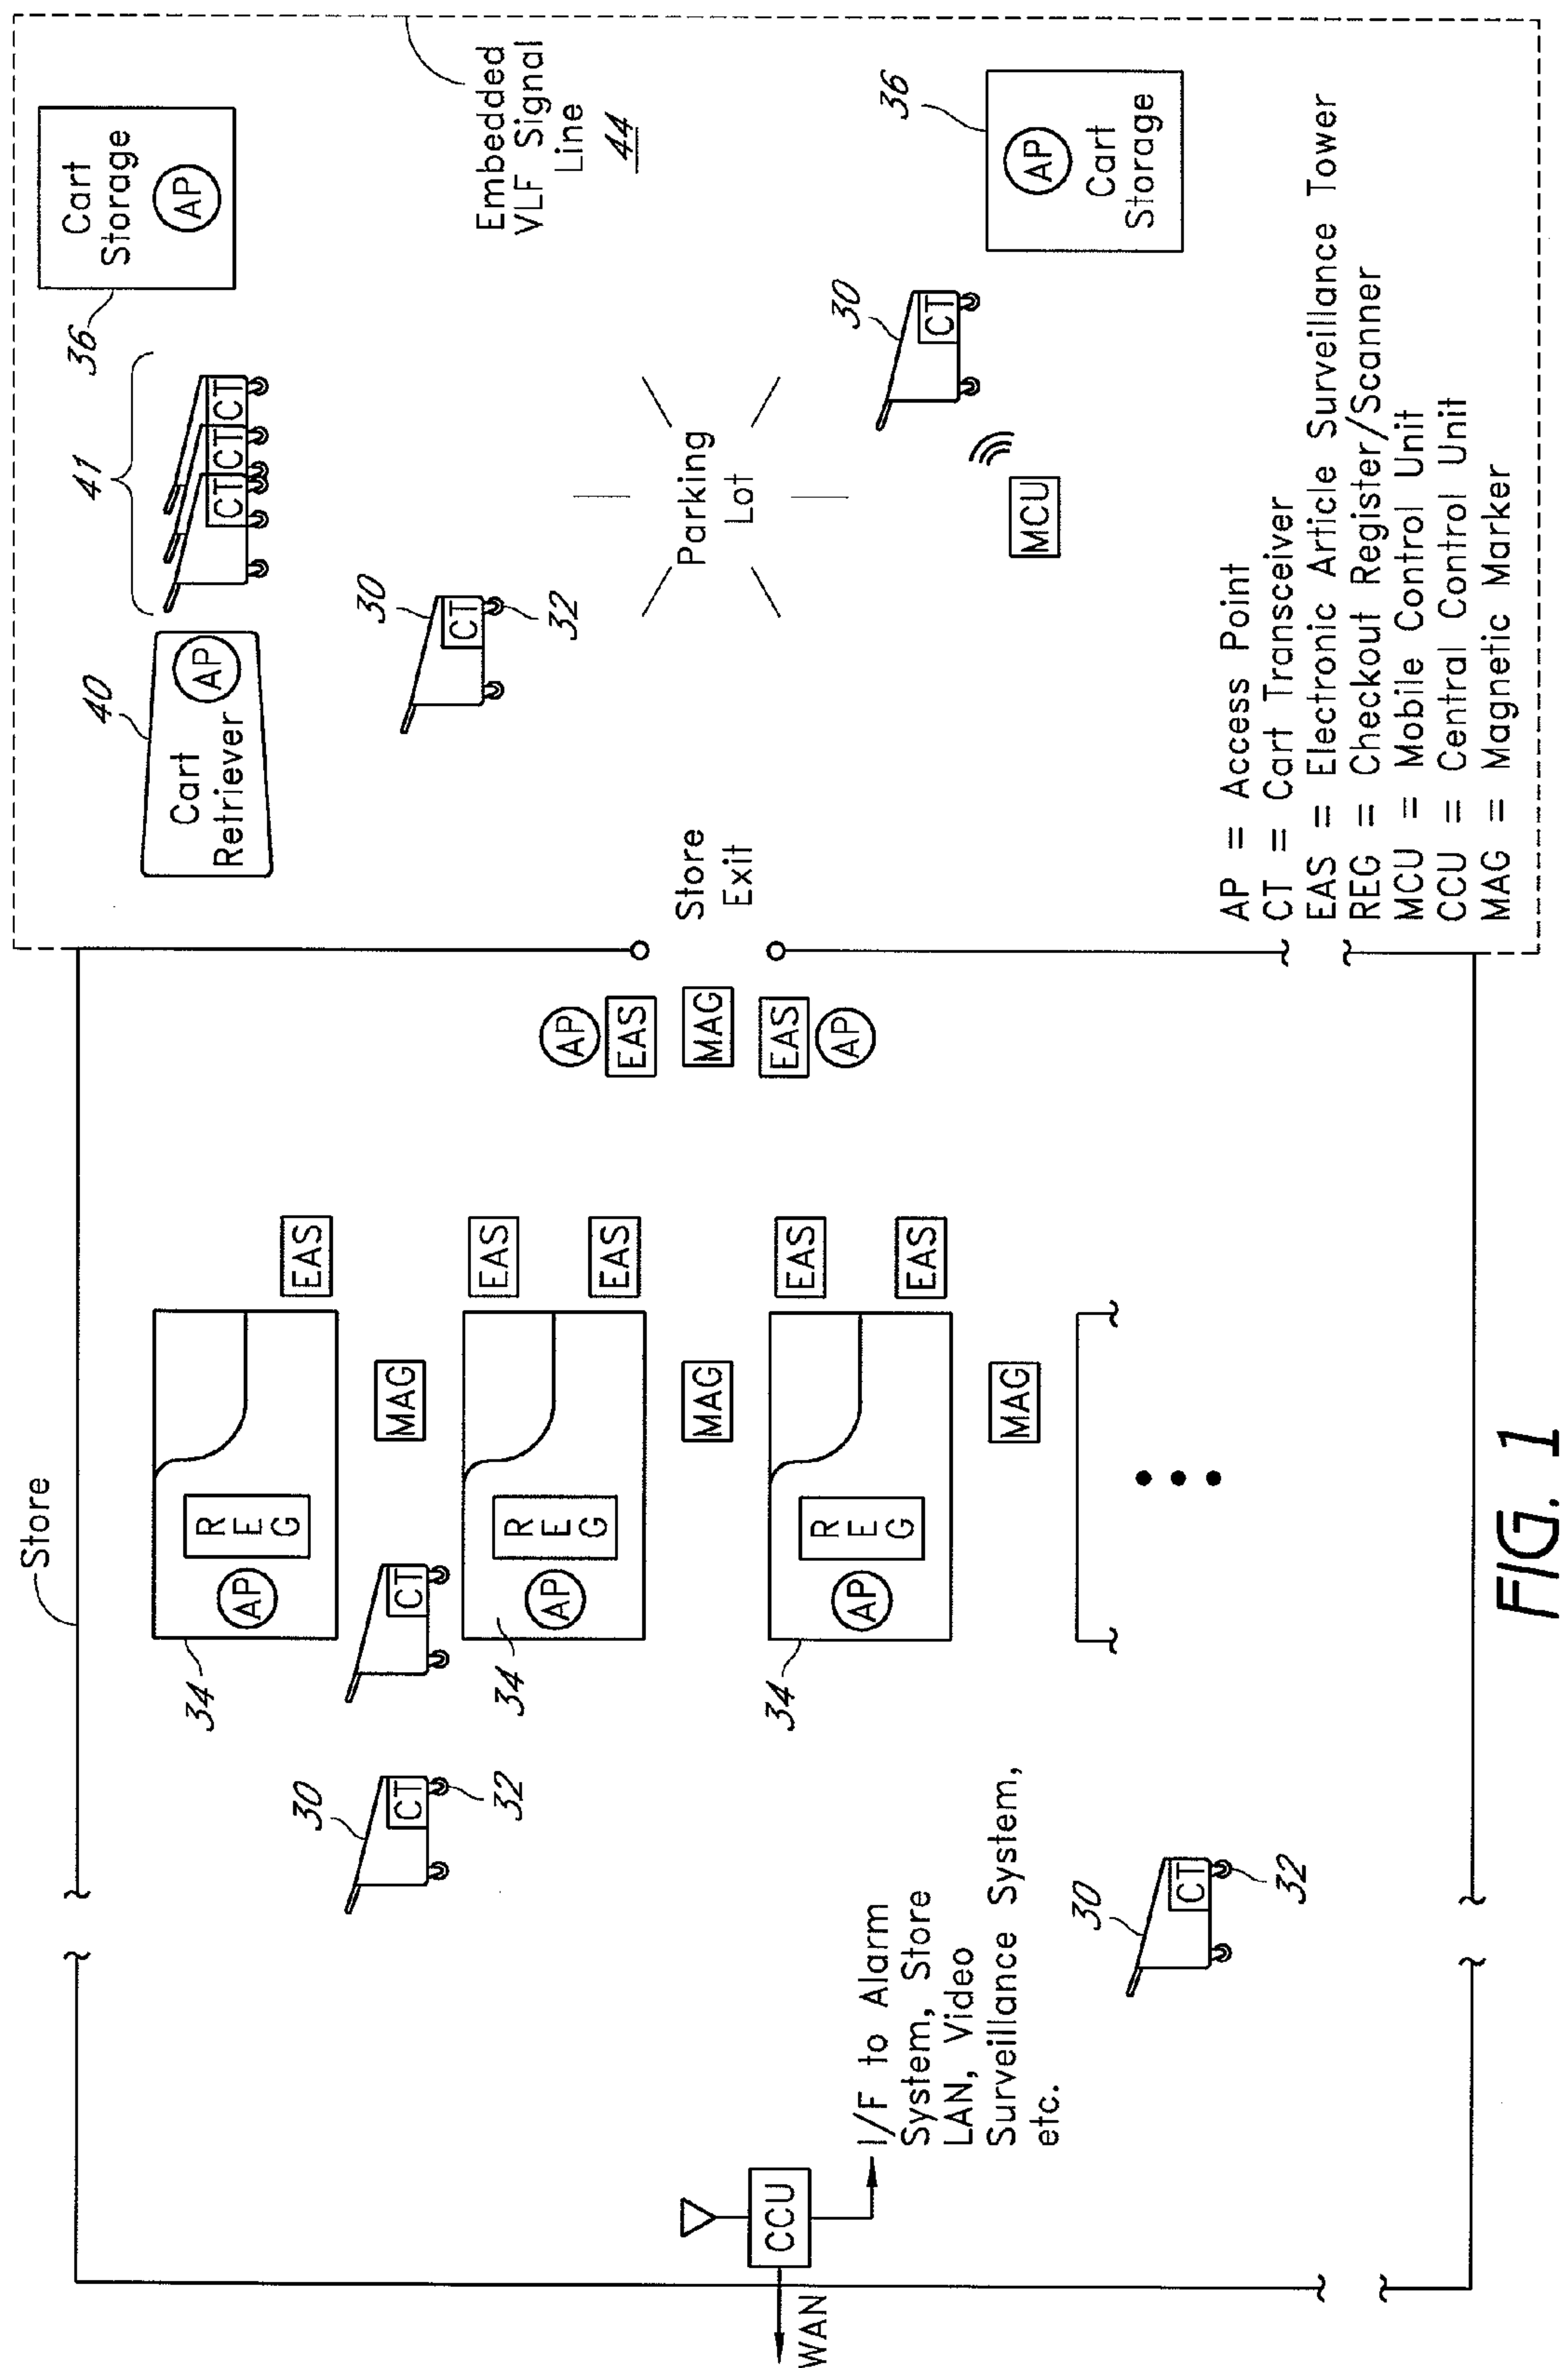 Store
34
AP
REG
EAS
30
CT
32
CT
MAG
34
AP
REG
EAS
EAS
MAG
34
AP
REG
EAS
EAS
MAG
WAN
CCU
I/F to Alarm
System, Store
LAN, Video
Surveillance System,
etc.
30
CT
32
AP
EAS
MAG
EAS
AP
Store
Exit
40
Cart
Retriever
AP
41
CT
CT
CT
36
Cart
Storage
AP
30
CT
32
Embedded
VLF Signal
Line
44
Parking
Lot
MCU
30
CT
36
AP
Cart
Storage
AP = Access Point
CT = Cart Transceiver
EAS = Electronic Article Surveillance Tower
REG = Checkout Register/Scanner
MCU = Mobile Control Unit
CCU = Central Control Unit
MAG = Magnetic Marker
FIG. 1